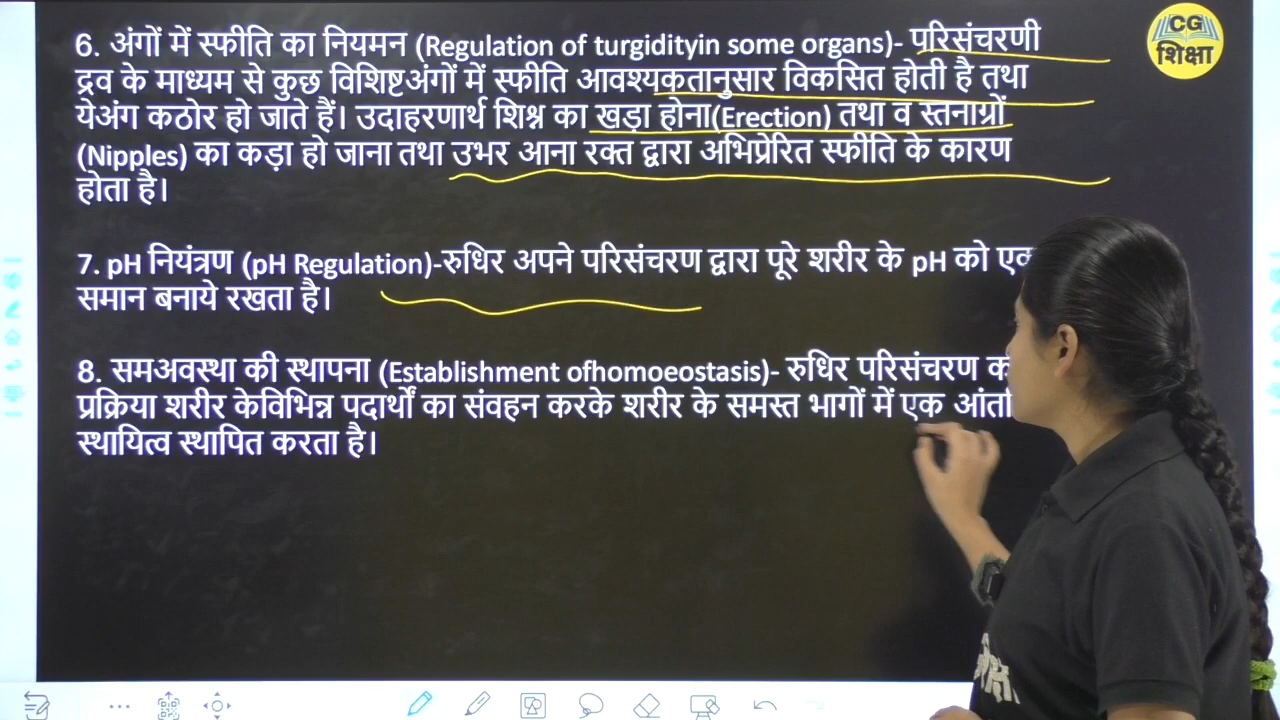 CG
शिक्षा
6. अंगों में स्फीति का नियमन (Regulation of turgidityin some organs)- परिसंचरणी
द्रव के माध्यम से कुछ विशिष्टअंगों में स्फीति आवश्यकतानुसार विकसित होती है तथा
येअंग कठोर हो जाते हैं। उदाहरणार्थ शिश्न का खड़ा होना(Erection) तथा व स्तनाग्रों
(Nipples) का कड़ा हो जाना तथा उभर आना रक्त द्वारा अभिप्रेरित स्फीति के कारण
होता है।
7. pH नियंत्रण (pH Regulation)-रुधिर अपने परिसंचरण द्वारा पूरे शरीर के pH को
समान बनाये रखता है।
8. समअवस्था की स्थापना (Establishment ofhomoeostasis)- रुधिर परिसंचरण
प्रक्रिया शरीर केविभिन्न पदार्थों का संवहन करके शरीर के समस्त भागों में एक
स्थायित्व स्थापित करता है।